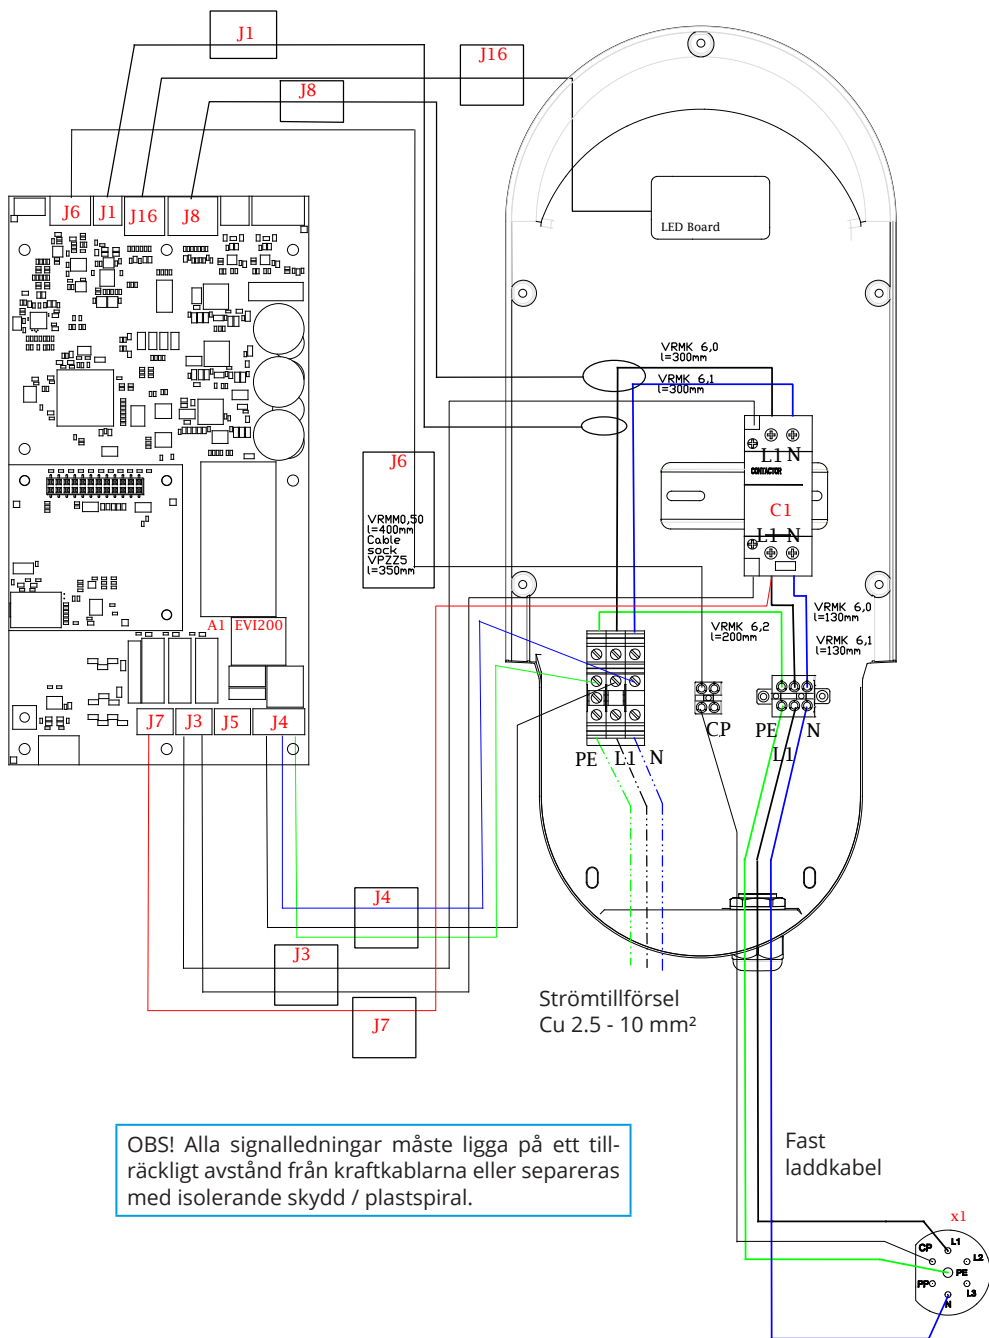 J1
J16
J8
J6
J1
J16
J8
LED Board
VRMK 6,0
l=300mm
VRMK 6,1
l=300mm
L1 N
CONTACTOR
C1
L1 N
J6
VRMM0,50
l=400mm
Cable
sock
VPZZ5
l=350mm
VRMK 6,0
l=130mm
VRMK 6,2
l=200mm
VRMK 6,1
l=130mm
A1 EVI200
J7
J3
J5
J4
CP
PE
N
L1
PE
L1
N
J4
J3
J7
Strömtillförsel
Cu 2.5 - 10 mm²
OBS! Alla signalledningar måste ligga på ett till-
räckligt avstånd från kraftkablarna eller separeras
med isolerande skydd / plastspiral.
Fast
laddkabel
x1
L1
CP
L2
PE
PP
L3
N